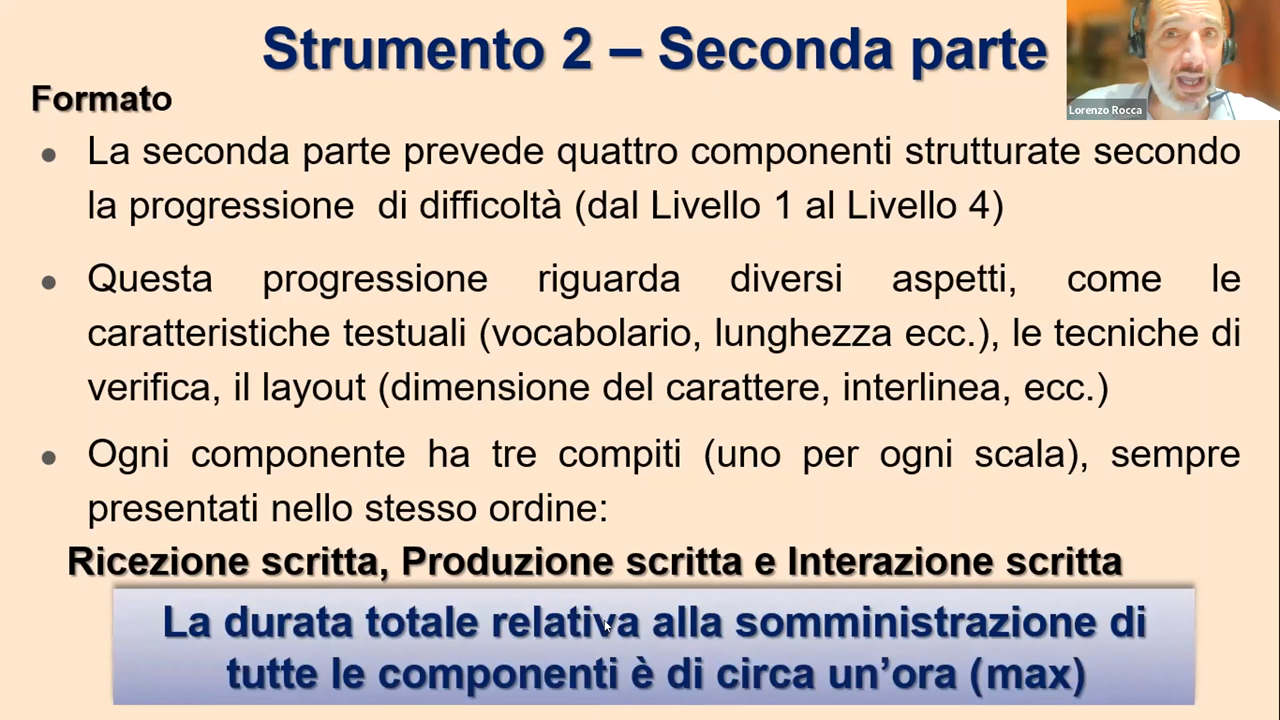 Strumento 2 – Seconda parte
Lorenzo Rocca
Formato
• La seconda parte prevede quattro componenti strutturate secondo
la progressione di difficoltà (dal Livello 1 al Livello 4)
• Questa progressione riguarda diversi aspetti, come le
caratteristiche testuali (vocabolario, lunghezza ecc.), le tecniche di
verifica, il layout (dimensione del carattere, interlinea, ecc.)
• Ogni componente ha tre compiti (uno per ogni scala), sempre
presentati nello stesso ordine:
Ricezione scritta, Produzione scritta e Interazione scritta
La durata totale relativa alla somministrazione di
tutte le componenti è di circa un’ora (max)